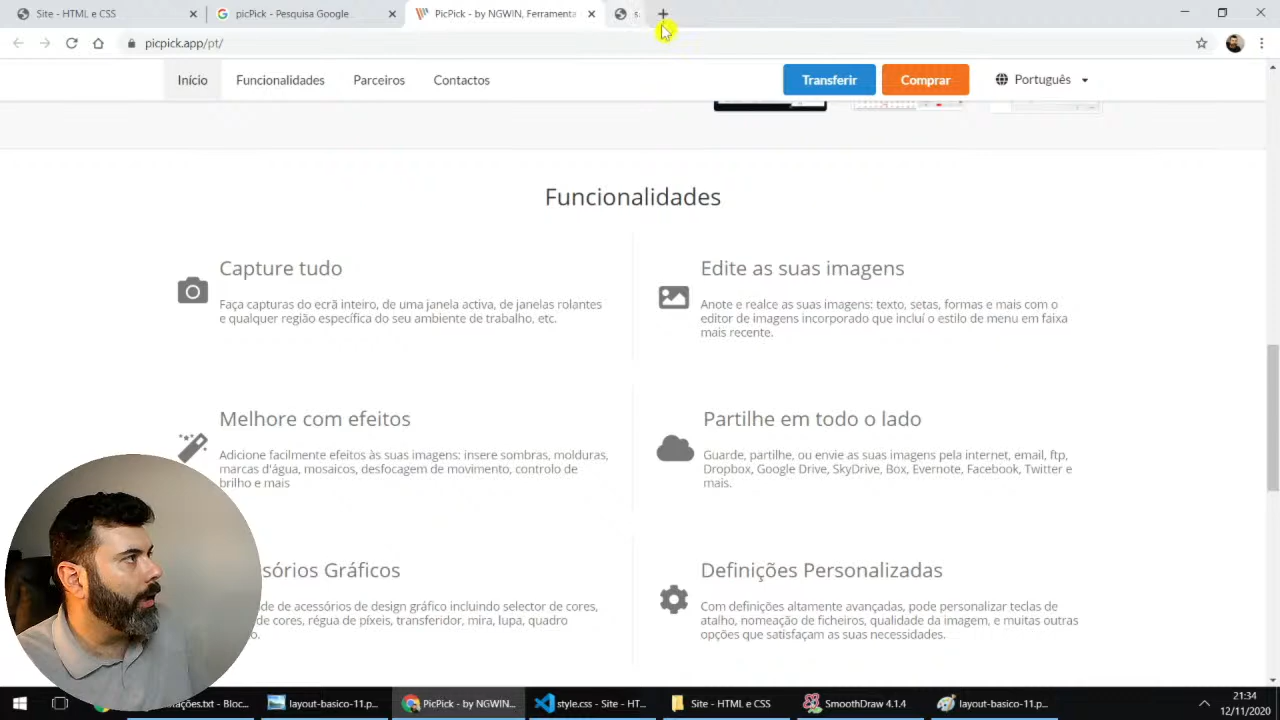 Site - HTML e CSS
picPick - Pesquisa Google
PicPick - by NGWIN, Ferramenta
picpick.app/pt/
Início
Funcionalidades
Parceiros
Contactos
Transferir
Comprar
Português
Funcionalidades
Capture tudo
Faça capturas do ecrã inteiro, de uma janela activa, de janelas rolantes
e qualquer região específica do seu ambiente de trabalho, etc.
Edite as suas imagens
Anote e realce as suas imagens: texto, setas, formas e mais com o
editor de imagens incorporado que incluí o estilo de menu em faixa
mais recente.
Melhore com efeitos
Adicione facilmente efeitos às suas imagens: insere sombras, molduras,
marcas d'água, mosaicos, desfocagem de movimento, controlo de
brilho e mais
Partilhe em todo o lado
Guarde, partilhe, ou envie as suas imagens pela internet, email, ftp,
Dropbox, Google Drive, SkyDrive, Box, Evernote, Facebook, Twitter e
mais.
sórios Gráficos
de de acessórios de design gráfico incluindo selector de cores,
de cores, régua de píxeis, transferidor, mira, lupa, quadro
o.
Definições Personalizadas
Com definições altamente avançadas, pode personalizar teclas de
atalho, nomeação de ficheiros, qualidade da imagem, e muitas outras
opções que satisfaçam as suas necessidades.
ações.txt - Bloc...
layout-basico-11.p...
PicPick - by NGWIN,...
style.css - Site - HT...
Site - HTML e CSS
SmoothDraw 4.1.4
layout-basico-11.p...
21:34
12/11/2020